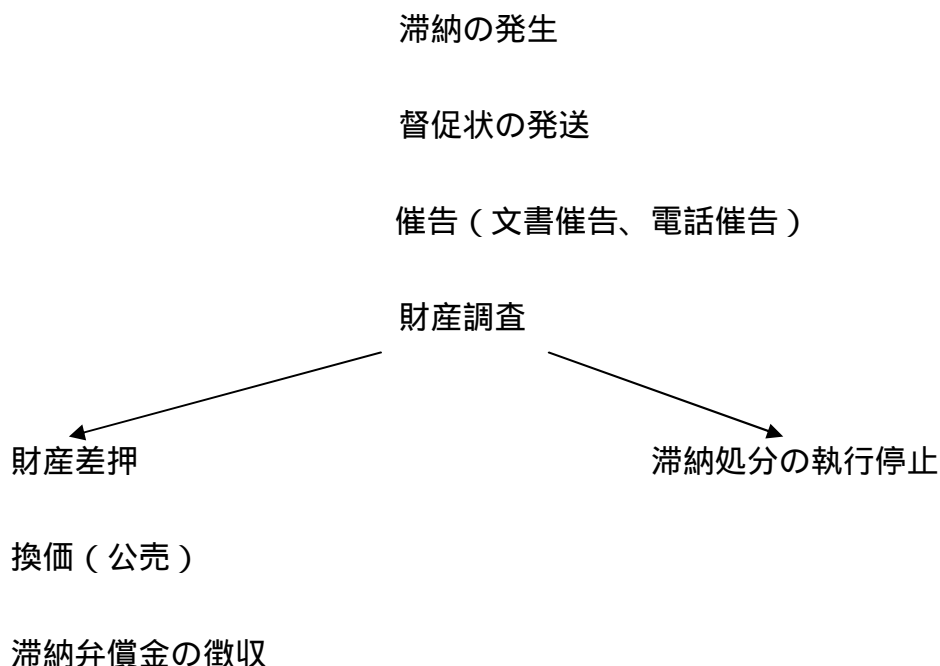 滞納の発生
督促状の発送
催告（文書催告、電話催告）
財産調査
財産差押
滞納処分の執行停止
換価（公売）
滞納弁償金の徴収